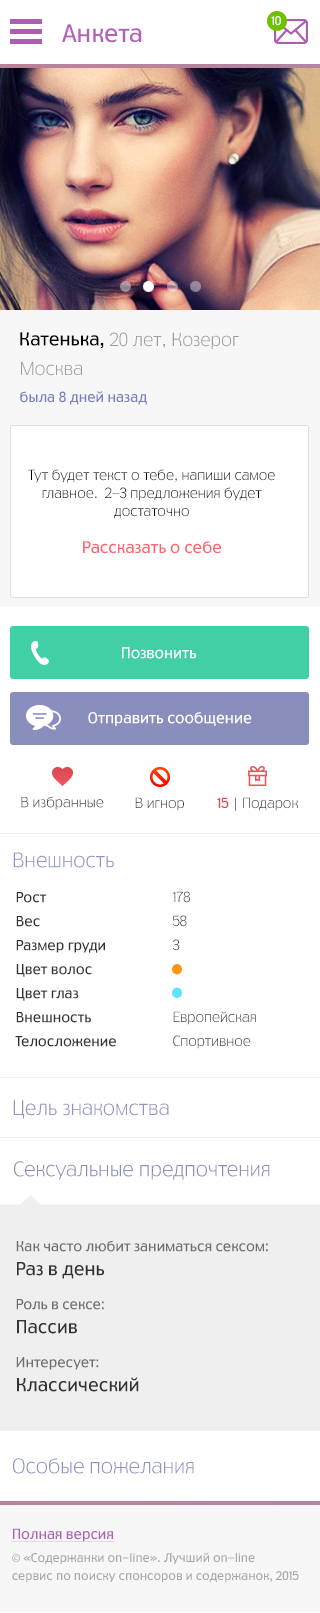 Анкета
10
Катенька, 20 лет, Козерог
Москва
была 8 дней назад
Тут будет текст о тебе, напиши самое
главное. 2-3 предложения будет
достаточно
Рассказать о себе
Позвонить
Отправить сообщение
В избранные
В игнор
15 | Подарок
Внешность
Рост 178
Вес 58
Размер груди 3
Цвет волос
Цвет глаз
Внешность Европейская
Телосложение Спортивное
Цель знакомства
Сексуальные предпочтения
Как часто любит заниматься сексом:
Раз в день
Роль в сексе:
Пассив
Интересует:
Классический
Особые пожелания
Полная версия
© «Содержанки on-line». Лучший on-line
сервис по поиску спонсоров и содержанок, 2015